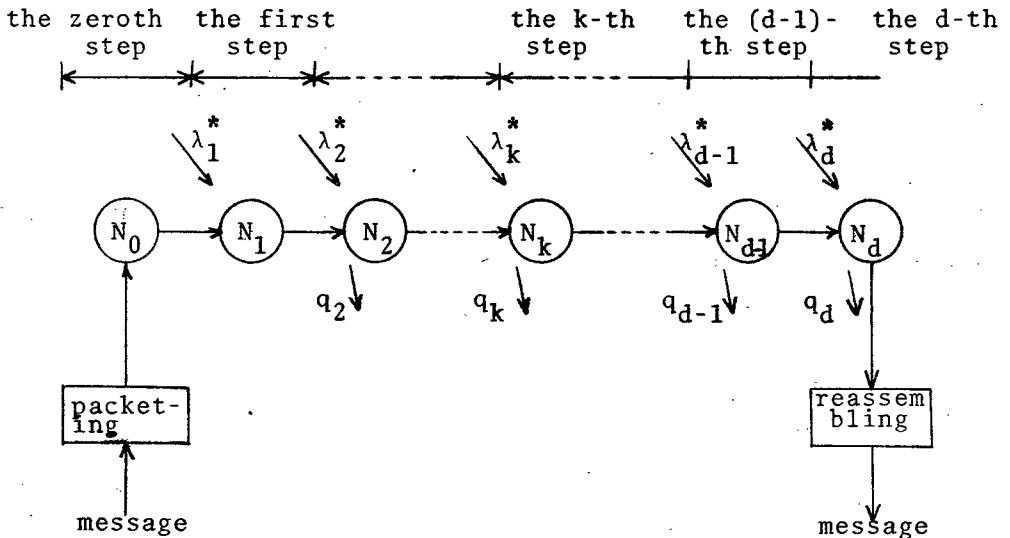 the zeroth step
the first step
the k-th step
the (d-1)-th step
the d-th step
λ*1
λ*2
λ*k
λ*d-1
λ*d
N0
N1
N2
Nk
Nd-1
Nd
q2
qk
qd-1
qd
packet-
ing
reassem
bling
message
message